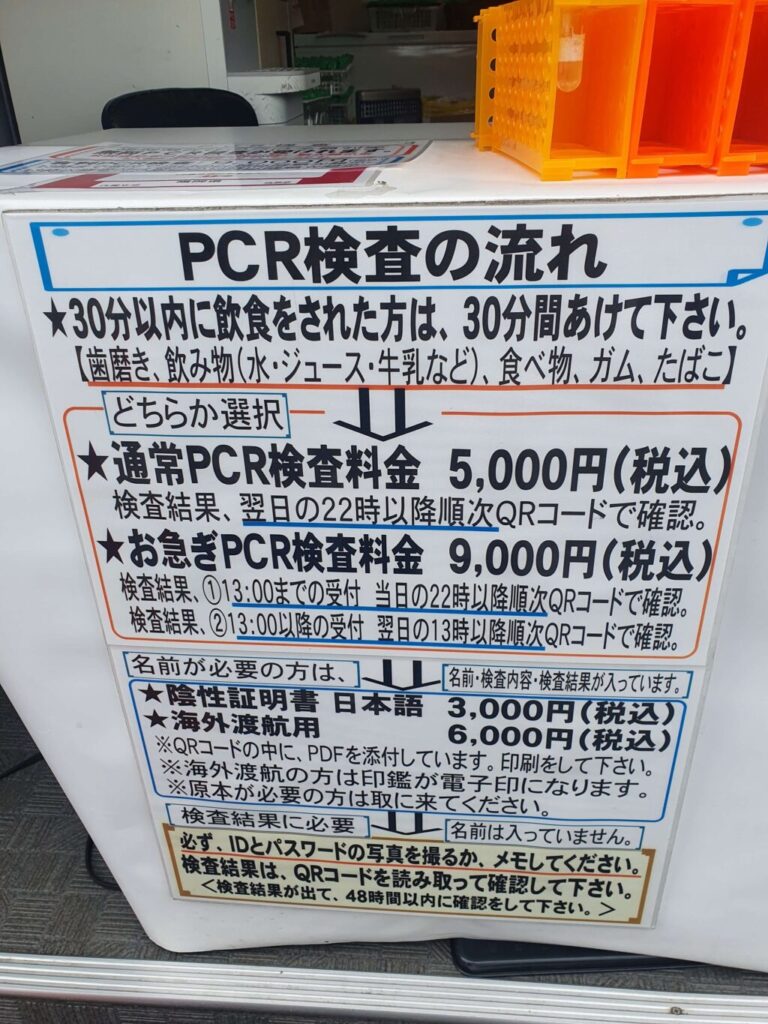 PCR検査の流れ
★30分以内に飲食をされた方は、30分間あけて下さい。
【歯磨き、飲み物(水・ジュース・牛乳など)、食べ物、ガム、たばこ】
どちらか選択
★通常PCR検査料金 5,000円(税込)
検査結果、翌日の22時以降順次QRコードで確認。
★お急ぎPCR検査料金 9,000円(税込)
検査結果、①13:00までの受付 当日の22時以降順次QRコードで確認。
検査結果、②13:00以降の受付 翌日の13時以降順次QRコードで確認。
名前が必要の方は、
名前・検査内容・検査結果が入っています。
★陰性証明書 日本語 3,000円(税込)
★海外渡航用 6,000円(税込)
※QRコードの中に、PDFを添付しています。印刷をして下さい。
※海外渡航の方は印鑑が電子印になります。
※原本が必要の方は取に来てください。
検査結果に必要
名前は入っていません。
必ず、IDとパスワードの写真を撮るか、メモしてください。
検査結果は、QRコードを読み取って確認して下さい。
<検査結果が出て、48時間以内に確認をして下さい。>